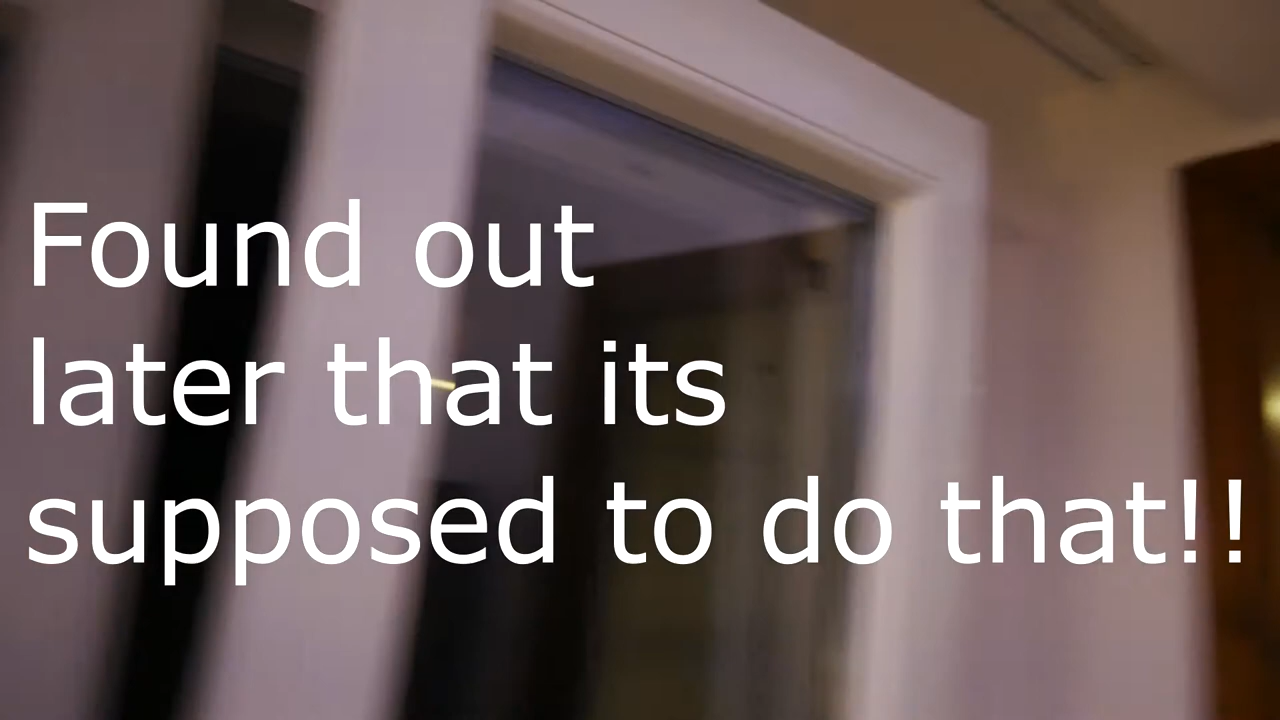 Found out
later that its
supposed to do that!!